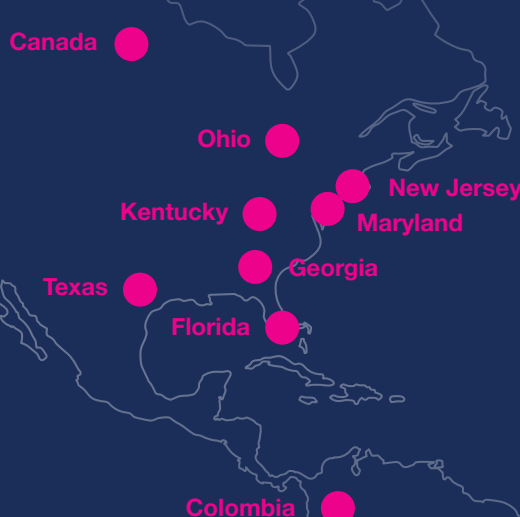 Canada
Ohio
New Jersey
Kentucky
Maryland
Georgia
Texas
Florida
Colombia